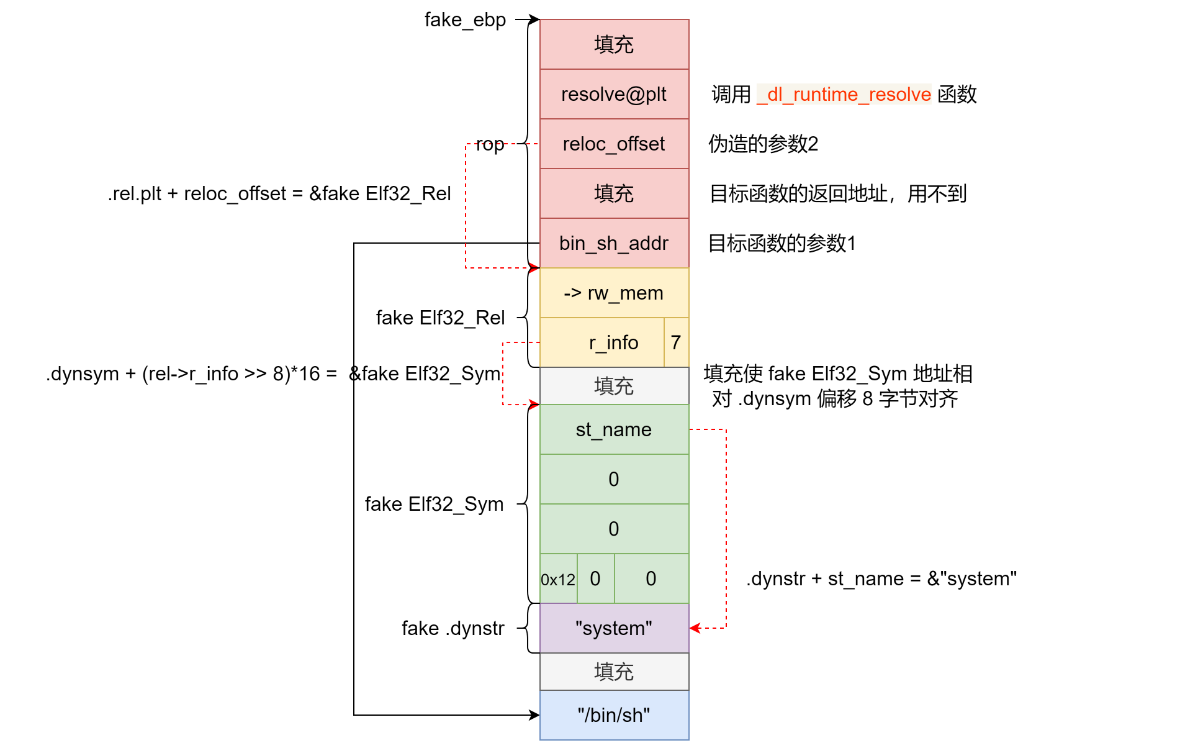 fake_ebp
填充
resolve@plt
调用 _dl_runtime_resolve 函数
rop
reloc_offset
伪造的参数2
.rel.plt + reloc_offset = &fake Elf32_Rel
填充
目标函数的返回地址，用不到
bin_sh_addr
目标函数的参数1
-> rw_mem
fake Elf32_Rel
r_info
7
.dynsym + (rel->r_info >> 8)*16 = &fake Elf32_Sym
填充
填充使 fake Elf32_Sym 地址相
对 .dynsym 偏移 8 字节对齐
st_name
0
fake Elf32_Sym
0
0x12
0
0
.dynstr + st_name = &"system"
fake .dynstr
"system"
填充
"/bin/sh"